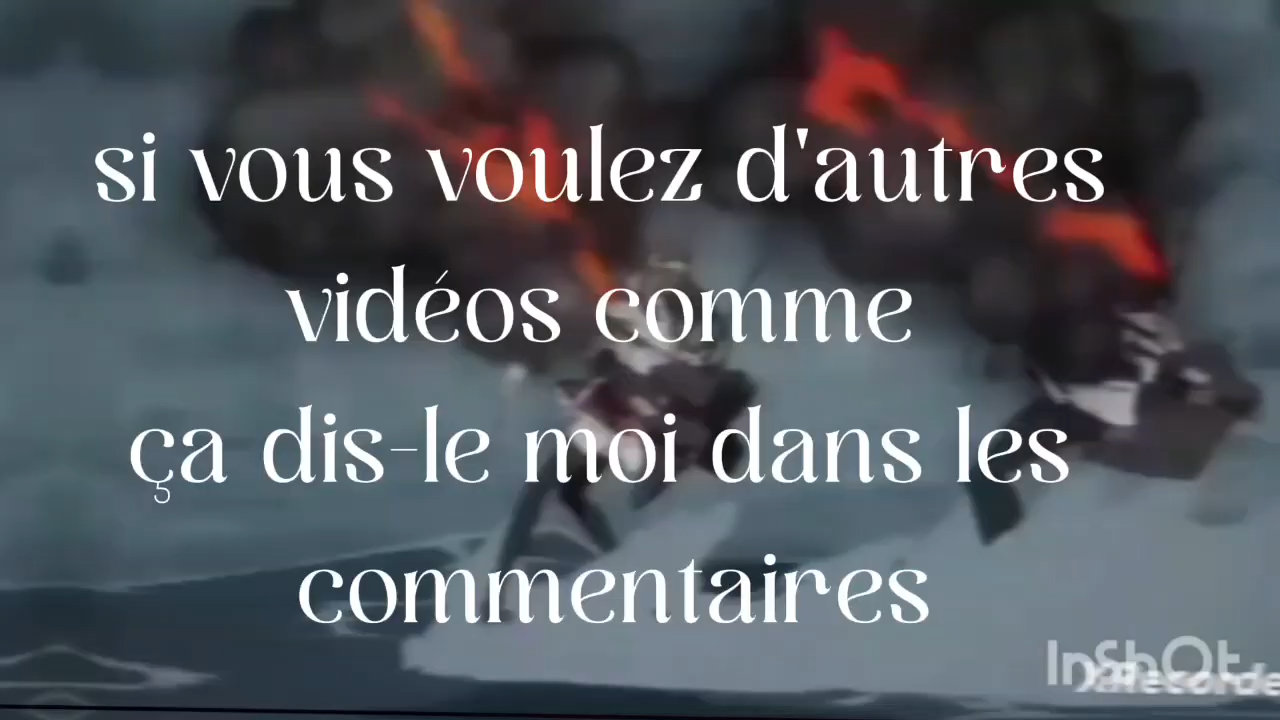 si vous voulez d'autres
vidéos comme
ça dis-le moi dans les
commentaires
InShOt